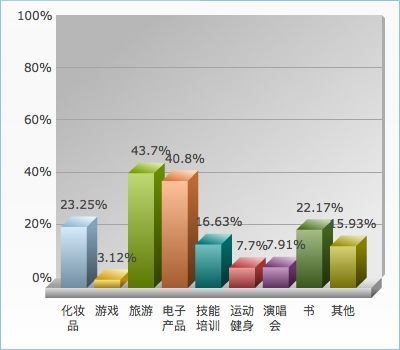 100%
80%
60%
40%
20%
0%
23.25%
3.12%
43.7%
40.8%
16.63%
7.7%
7.91%
22.17%
15.93%
化妆
品
游戏
旅游
电子
产品
技能
培训
运动
健身
演唱
会
书
其他